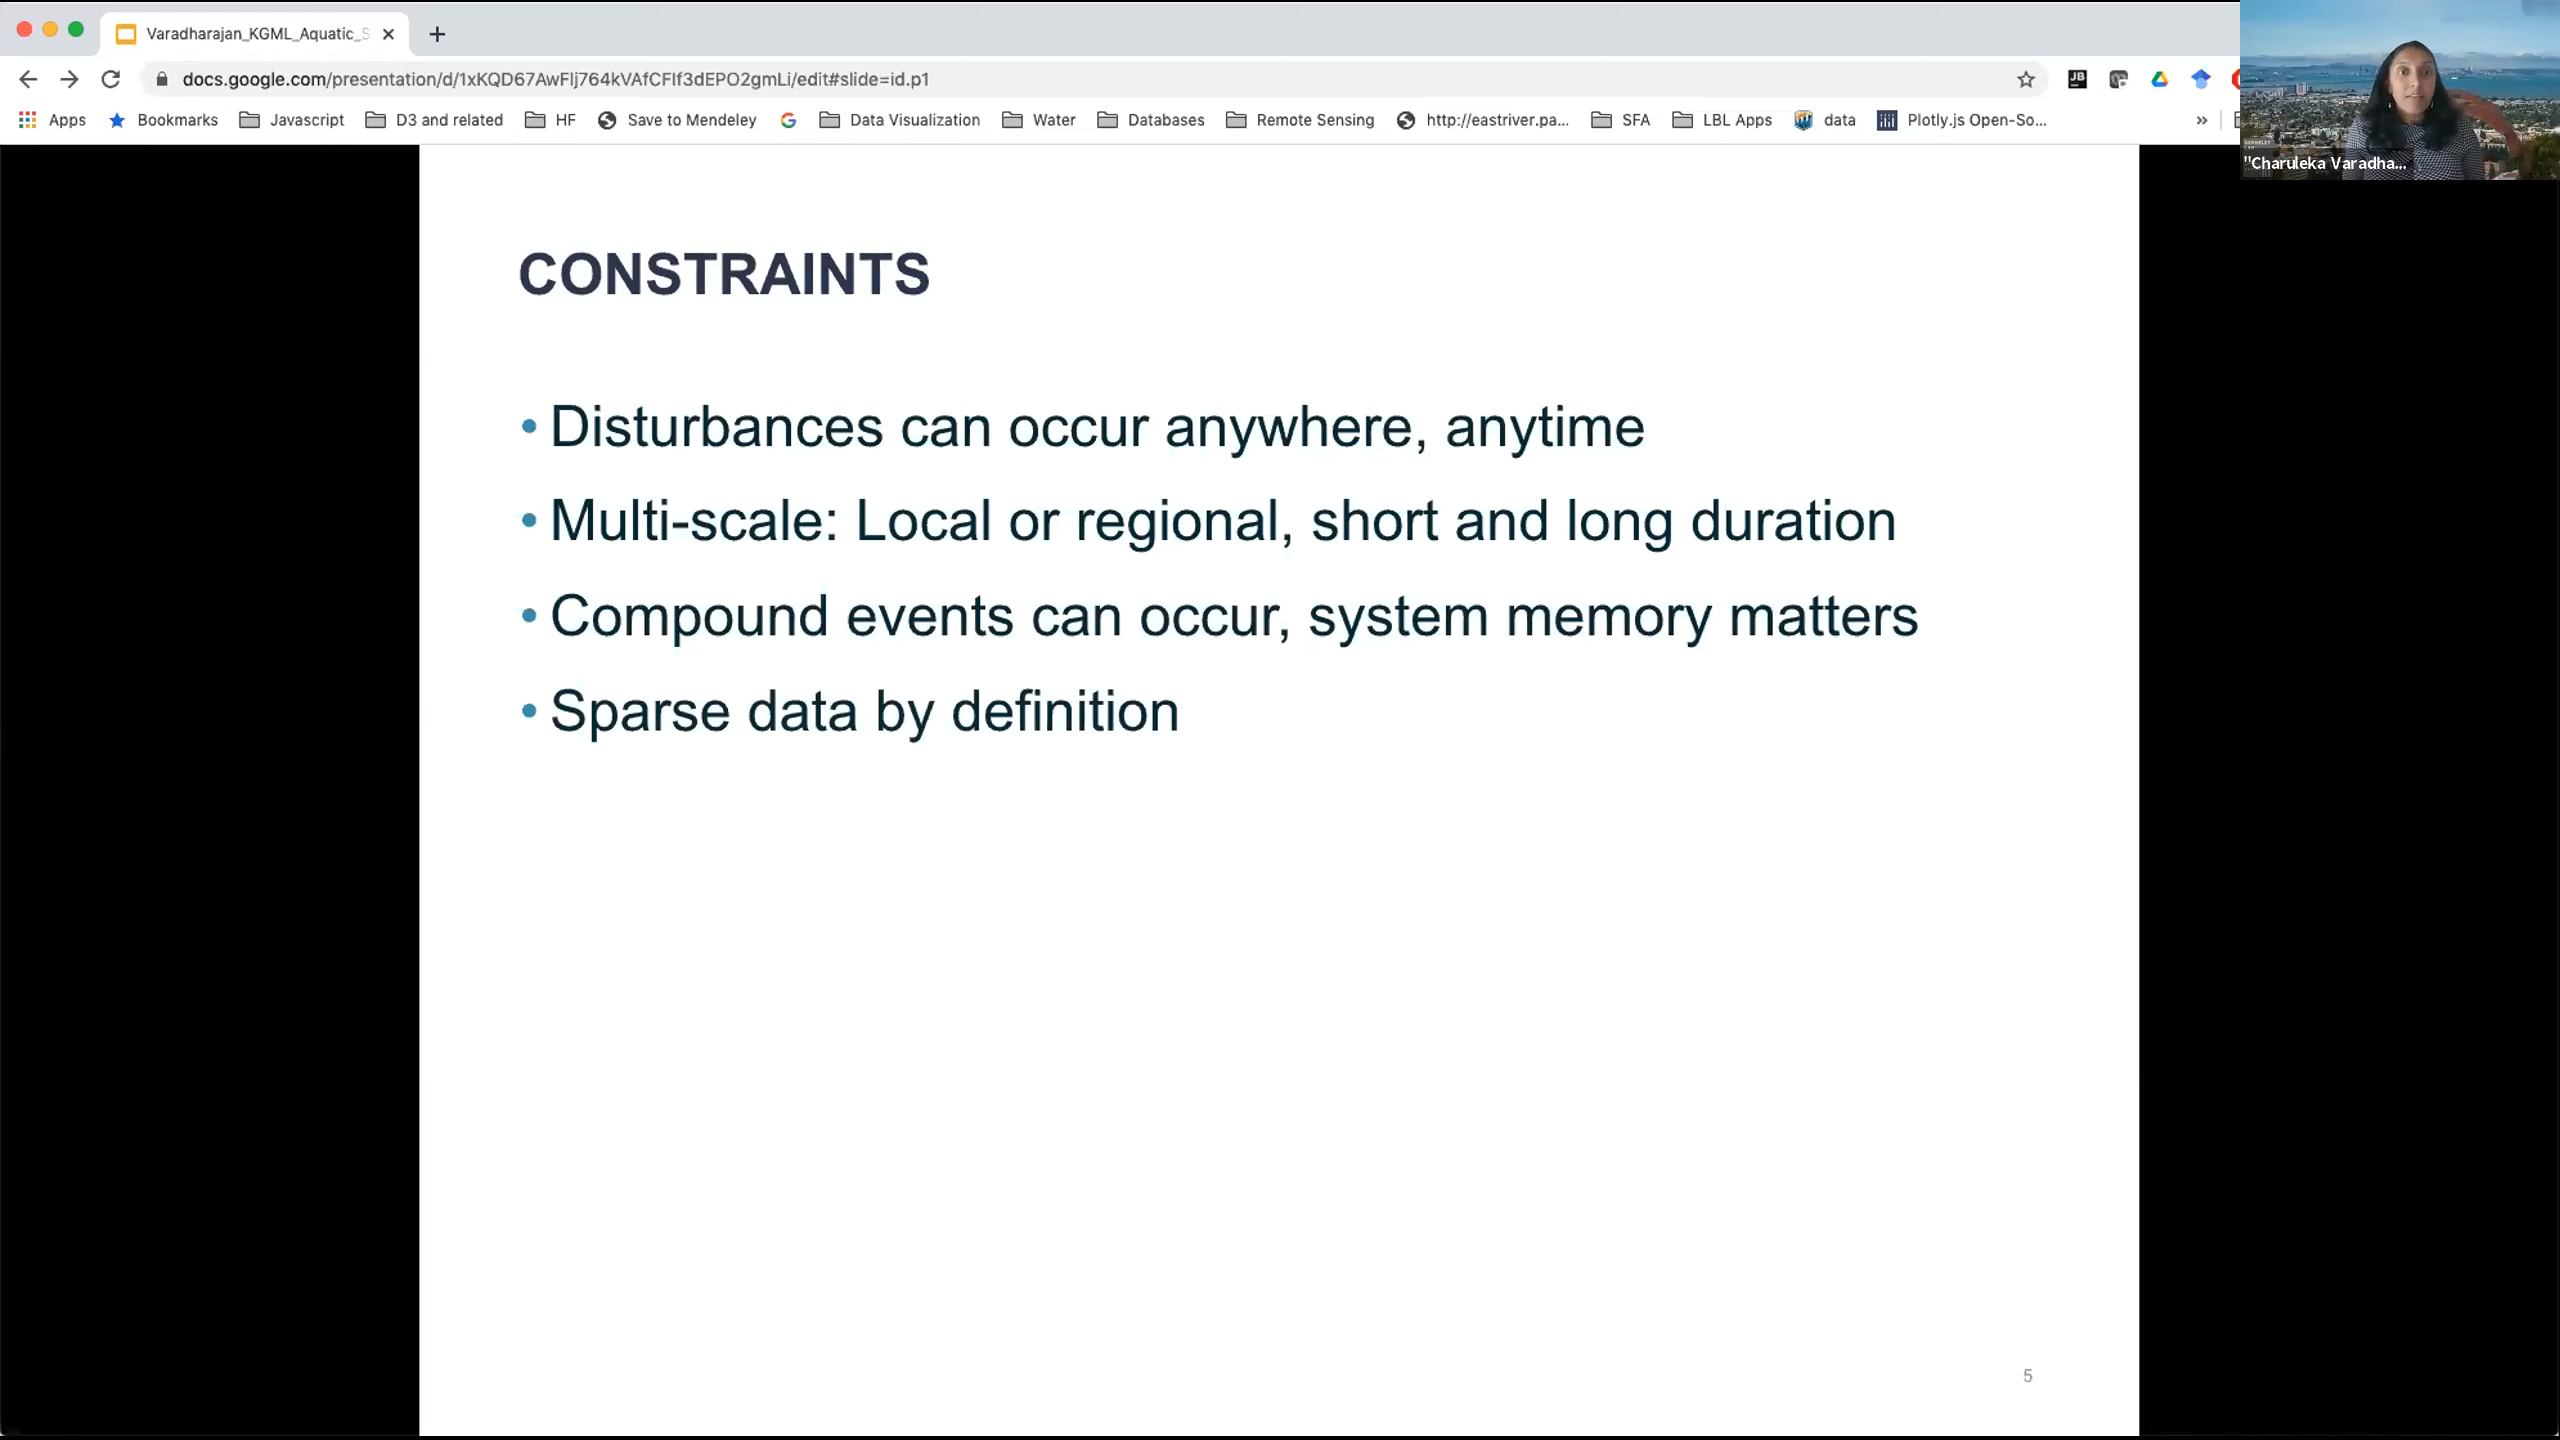 Varadharajan_KGML_Aquatic_S
docs.google.com/presentation/d/1xKQD67AwFlj764kVAfCFIf3dEPO2gmLi/edit#slide=id.p1
Apps Bookmarks Javascript D3 and related HF Save to Mendeley Data Visualization Water Databases Remote Sensing http://eastriver.pa... SFA LBL Apps data Plotly.js Open-So... »
"Charuleka Varadha...
CONSTRAINTS
• Disturbances can occur anywhere, anytime
• Multi-scale: Local or regional, short and long duration
• Compound events can occur, system memory matters
• Sparse data by definition
5